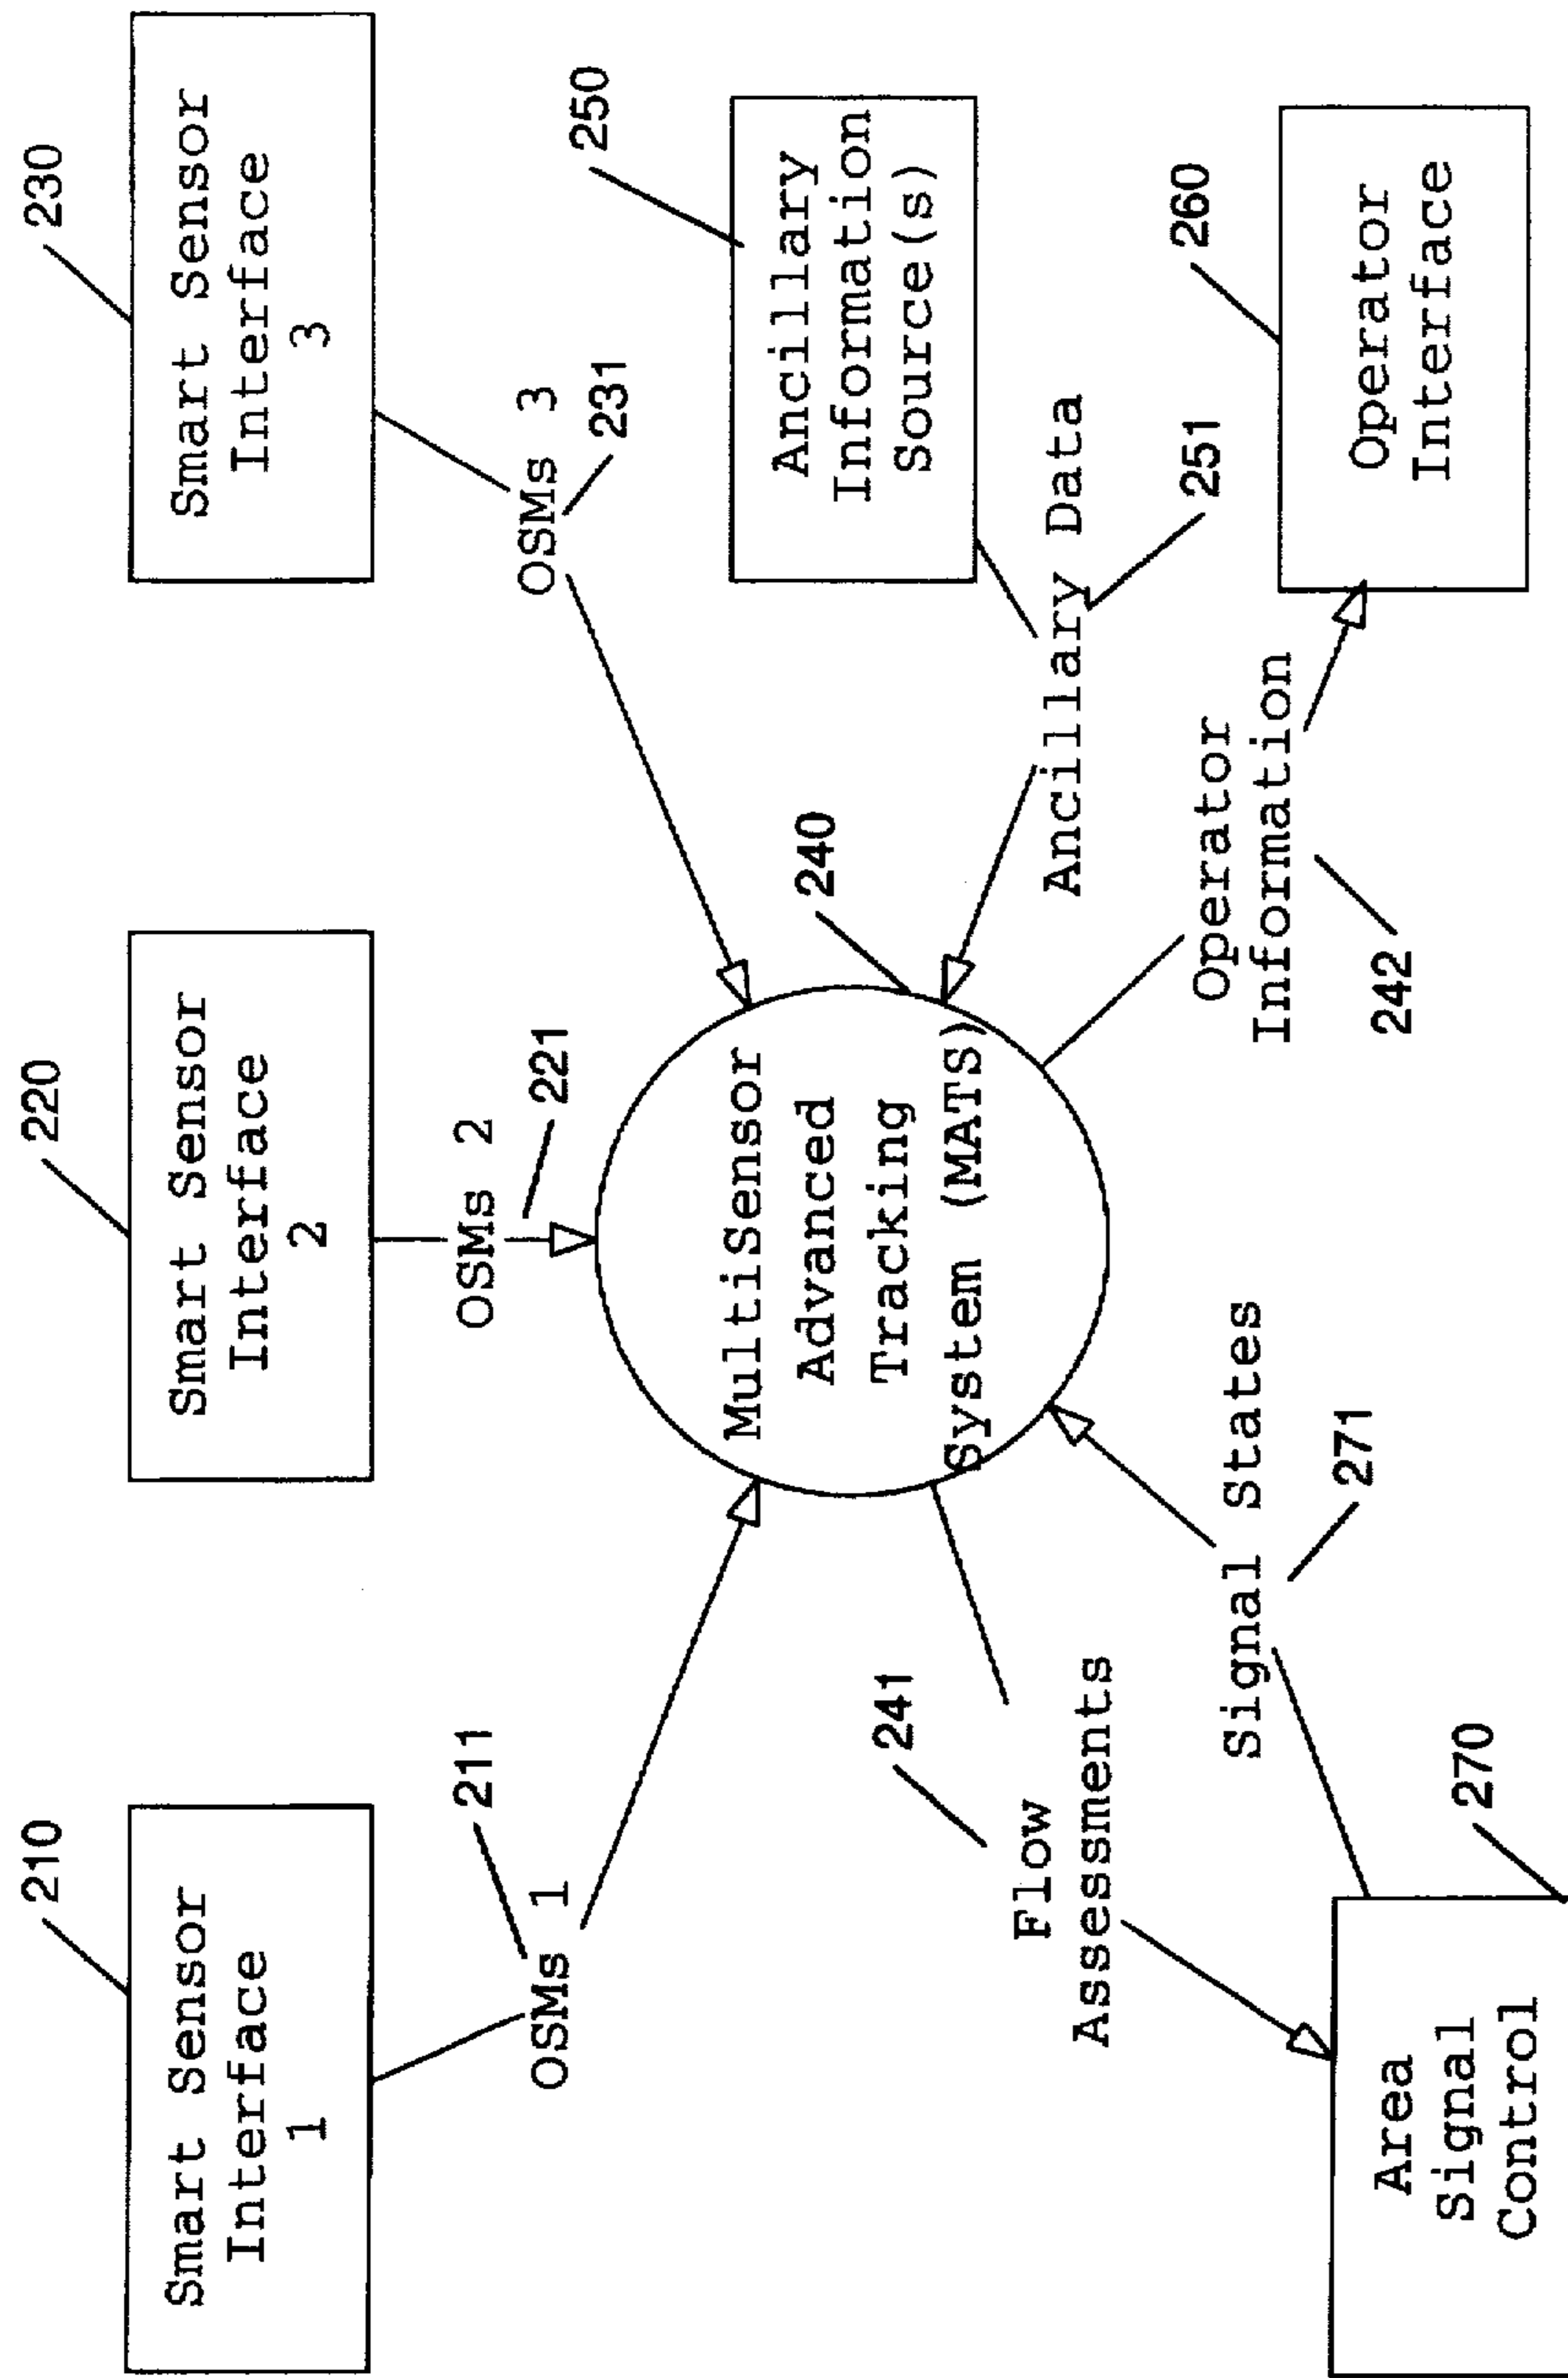 210
Smart Sensor
Interface
1
220
Smart Sensor
Interface
2
230
Smart Sensor
Interface
3
211
OSMs 1
OSMs 2
221
OSMs 3
231
250
Ancillary
Information
Source(s)
240
MultiSensor
Advanced
Tracking
System (MATS)
Ancillary Data
251
241
Flow
Assessments
Signal States
271
Operator
Information
242
260
Operator
Interface
Area
Signal
Control
270